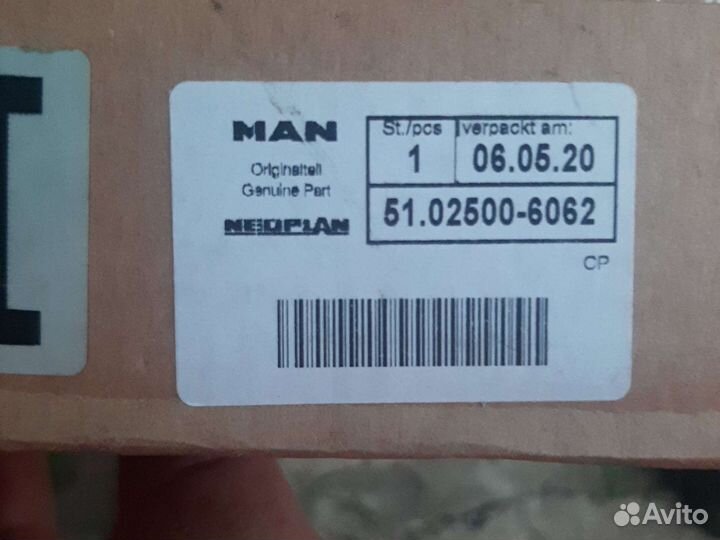 MAN
Originalteil
Genuine Part
NEOPLAN
St./pcs verpackt am:
1 06.05.20
51.02500-6062
CP
Avito